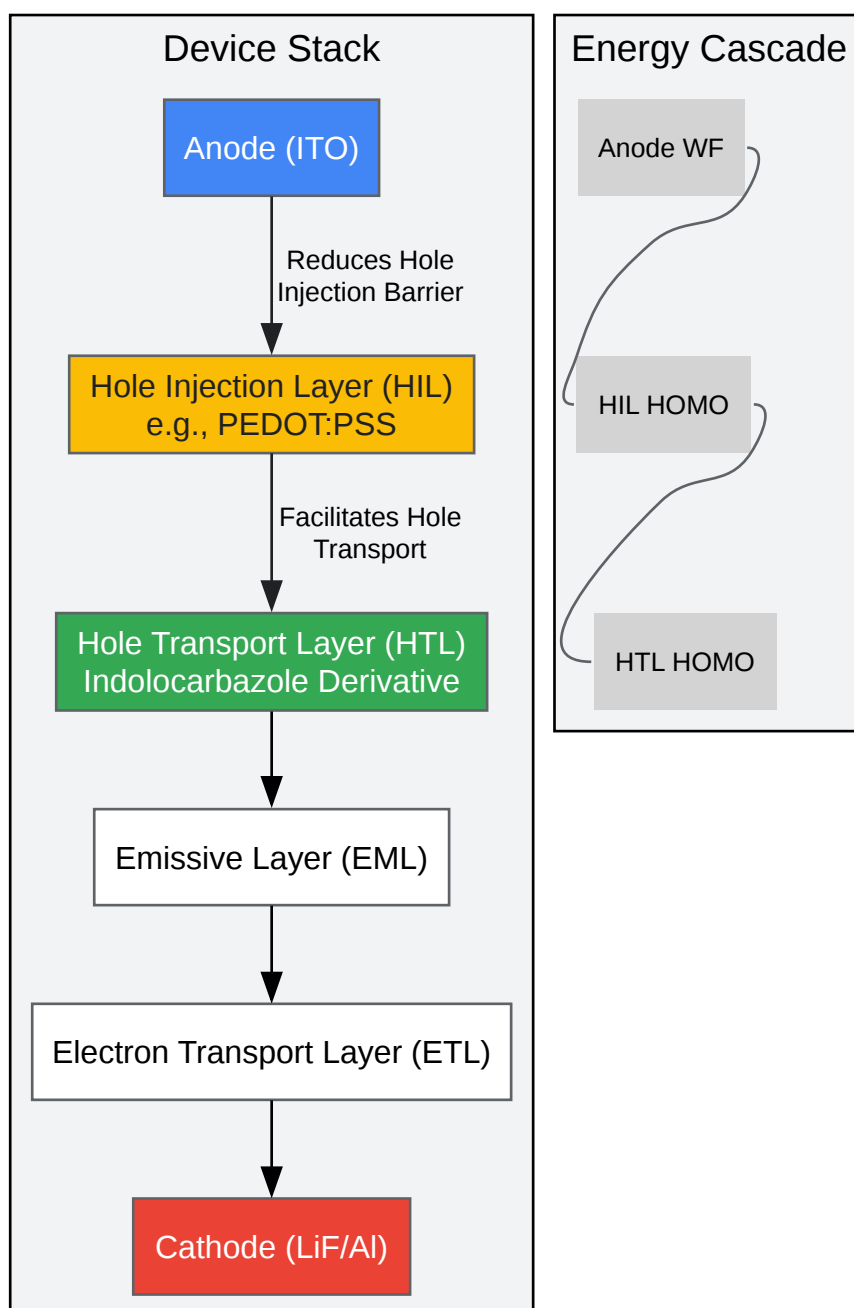 Device Stack
Anode (ITO)
Reduces Hole
Injection Barrier
Hole Injection Layer (HIL)
e.g., PEDOT:PSS
Facilitates Hole
Transport
Hole Transport Layer (HTL)
Indolocarbazole Derivative
Emissive Layer (EML)
Electron Transport Layer (ETL)
Cathode (LiF/Al)
Energy Cascade
Anode WF
HIL HOMO
HTL HOMO